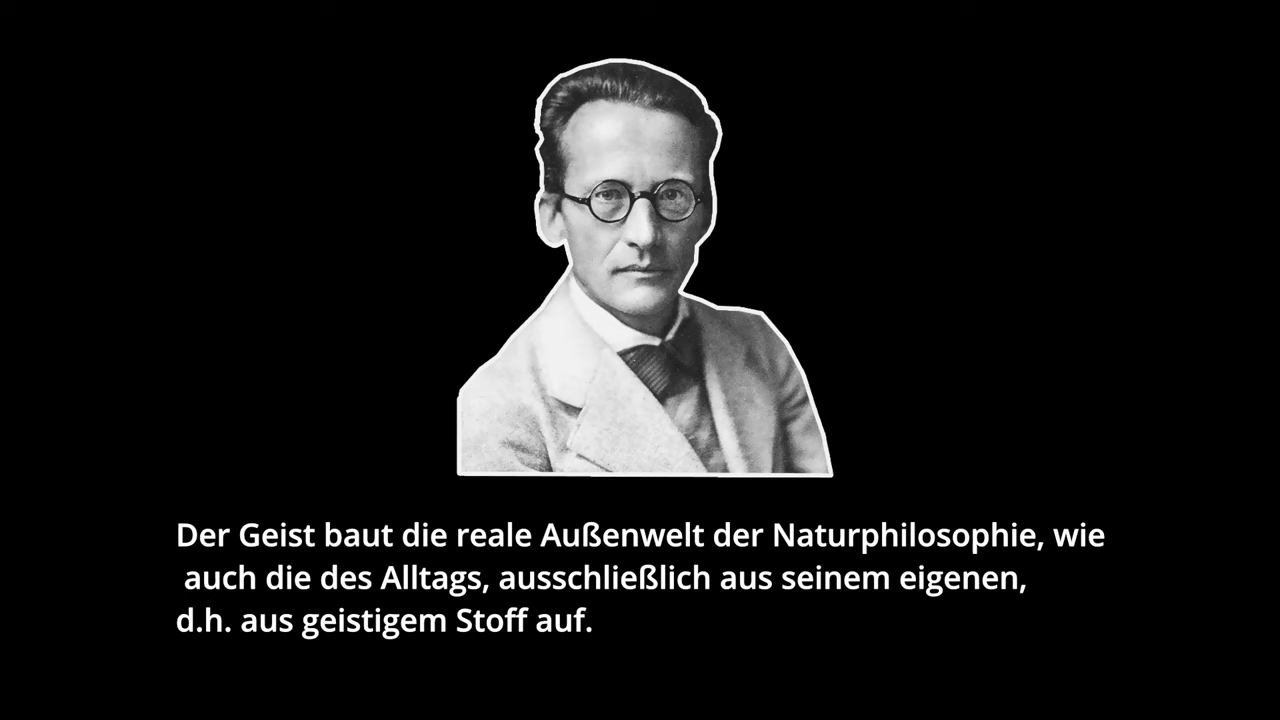 Der Geist baut die reale Außenwelt der Naturphilosophie, wie
auch die des Alltags, ausschließlich aus seinem eigenen,
d.h. aus geistigem Stoff auf.